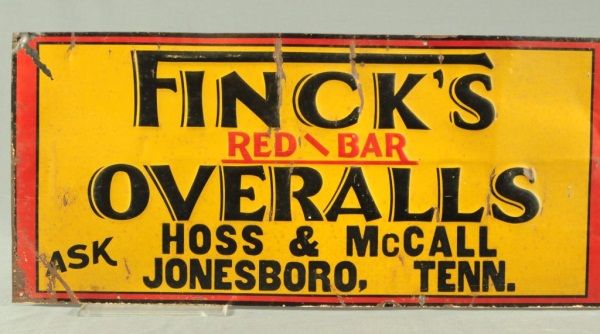 FINCK'S
RED-BAR
OVERALLS
ASK HOSS & McCALL
JONESBORO, TENN.